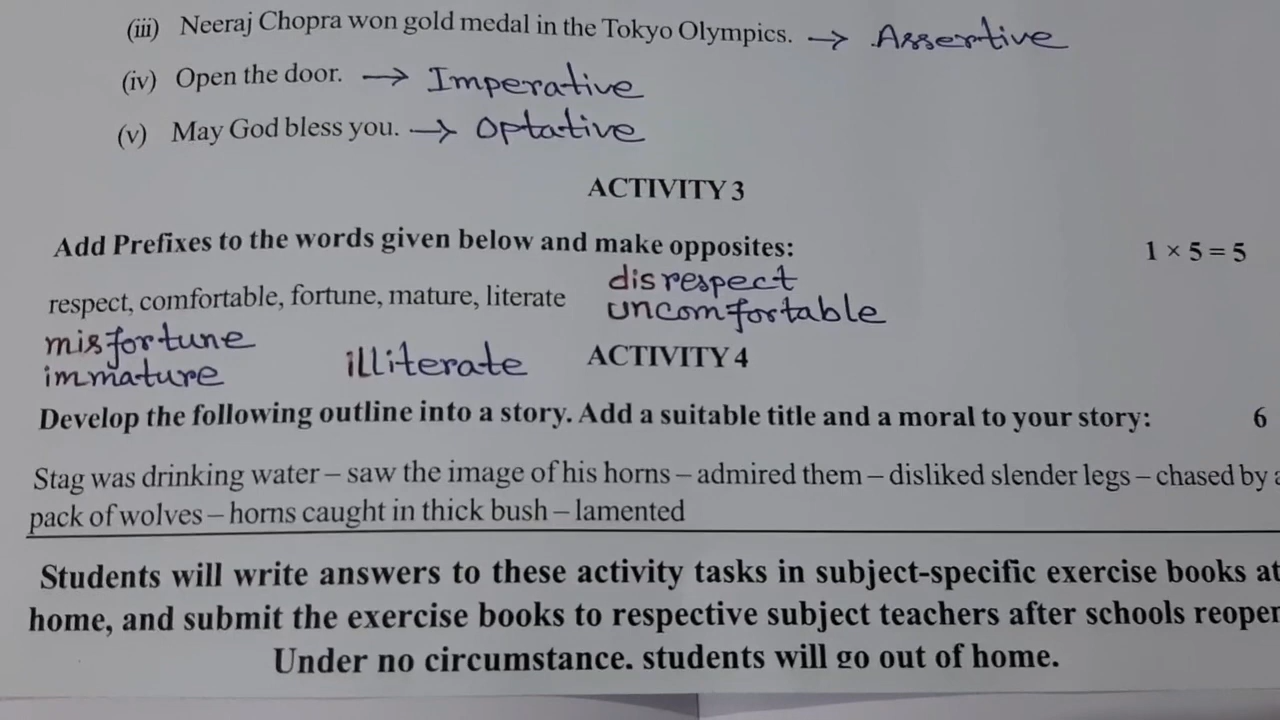 (iii) Neeraj Chopra won gold medal in the Tokyo Olympics. → Assertive
(iv) Open the door. → Imperative
(v) May God bless you. → Optative
ACTIVITY 3
Add Prefixes to the words given below and make opposites: 1 × 5 = 5
disrespect
respect, comfortable, fortune, mature, literate
uncomfortable
misfortune
illiterate
ACTIVITY 4
immature
Develop the following outline into a story. Add a suitable title and a moral to your story: 6
Stag was drinking water – saw the image of his horns – admired them – disliked slender legs – chased by a
pack of wolves – horns caught in thick bush – lamented
Students will write answers to these activity tasks in subject-specific exercise books at
home, and submit the exercise books to respective subject teachers after schools reopen
Under no circumstance. students will go out of home.